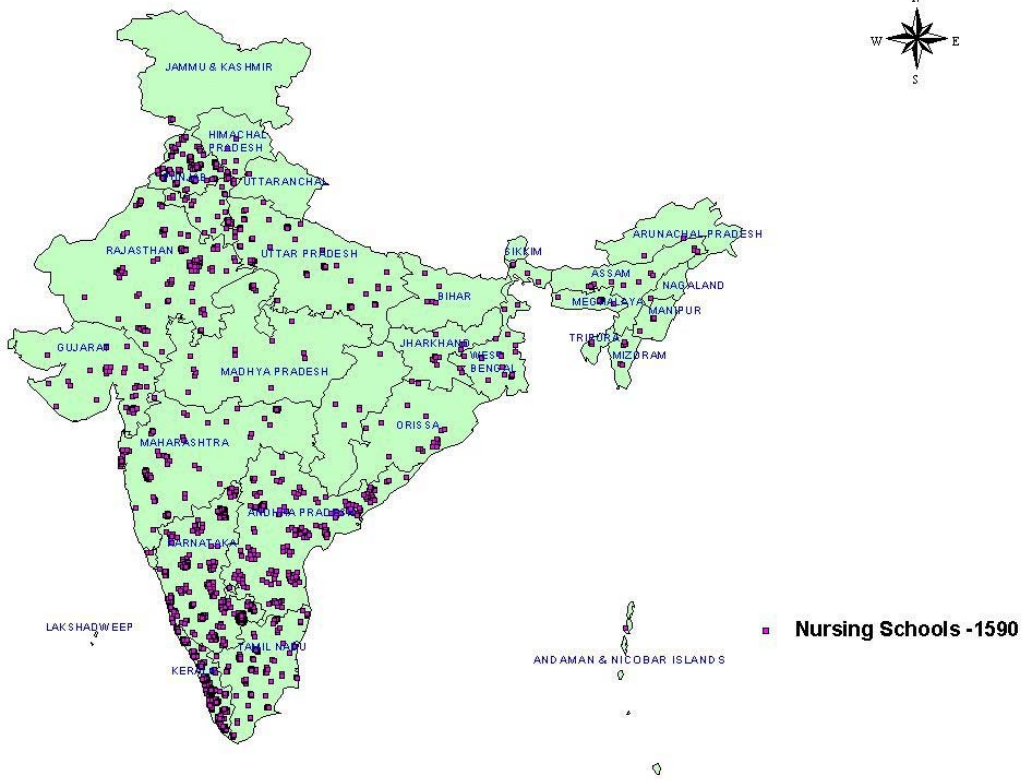 N
W E
S
JAMMU & KASHMIR
HIMACHAL
PRADESH
PUNJAB
UTTARANCHAL
ARUNACHAL PRADESH
RAJASTHAN
UTTAR PRADESH
SIKKIM
ASSAM
NAGALAND
BIHAR
MEGHALAYA
MANIPUR
GUJARAT
JHARKHAND
TRIPURA
WEST
BENGAL
MIZORAM
MADHYA PRADESH
ORISSA
MAHARASHTRA
ANDHRA PRADESH
KARNATAKA
LAKSHADWEEP
Nursing Schools -1590
TAMIL NADU
ANDAMAN & NICOBAR ISLANDS
KERALA